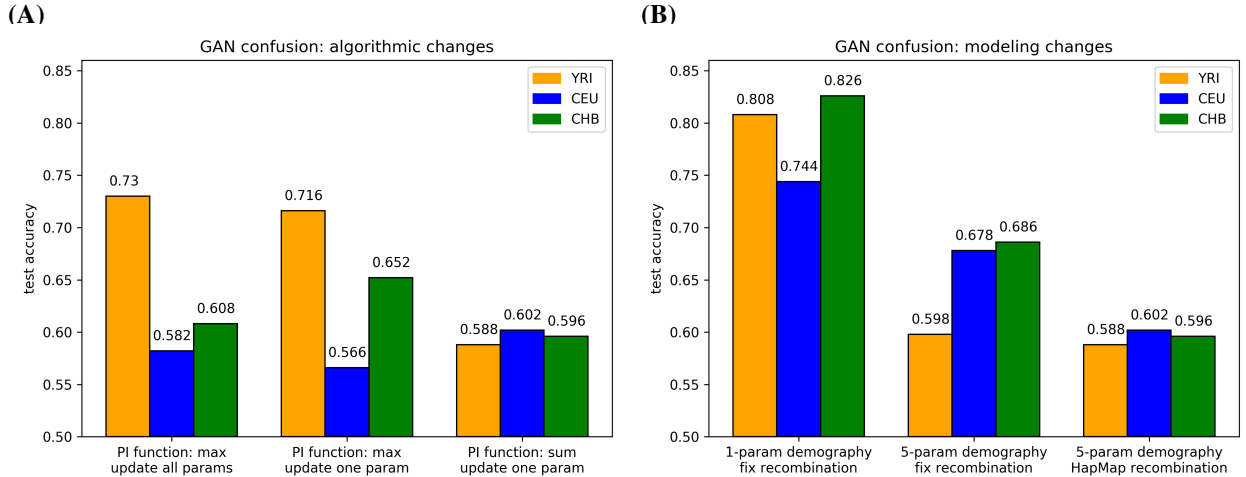 (A)
GAN confusion: algorithmic changes
test accuracy
0.85
0.80
0.75
0.70
0.65
0.60
0.55
0.50
YRI
CEU
CHB
0.73
0.582
0.608
0.716
0.566
0.652
0.588
0.602
0.596
PI function: max
update all params
PI function: max
update one param
PI function: sum
update one param
(B)
GAN confusion: modeling changes
test accuracy
0.85
0.80
0.75
0.70
0.65
0.60
0.55
0.50
YRI
CEU
CHB
0.808
0.744
0.826
0.598
0.678
0.686
0.588
0.602
0.596
1-param demography
fix recombination
5-param demography
fix recombination
5-param demography
HapMap recombination